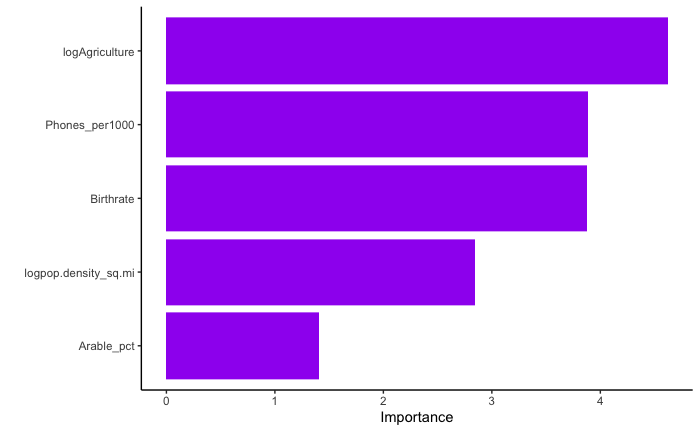 logAgriculture
Phones_per1000
Birthrate
logpop.density_sq.mi
Arable_pct
0 1 2 3 4
Importance